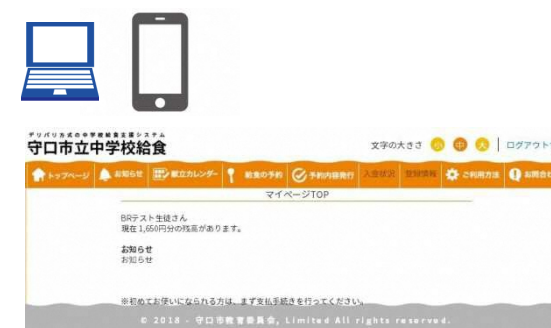 デリバリ方式の中学校給食支援システム
守口市立中学校給食
文字の大きさ 小 中 大 ログアウト
トップページ お知らせ 献立カレンダー 給食の予約 予約内容発行 入金状況 登録情報 ご利用方法 お問合せ
マイページTOP
BRテスト生徒さん
現在1,650円分の残高があります。
お知らせ
お知らせ
※初めてお使いになられる方は、まず支払手続きを行ってください。
© 2018 - 守口市教育委員会, Limited All rights reserved.